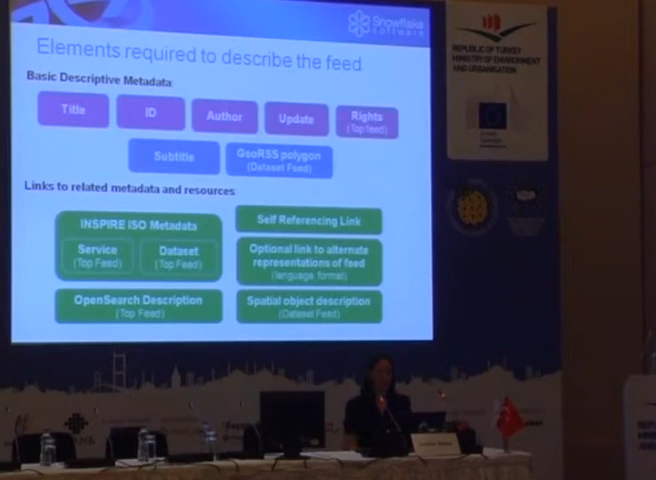 Snowflake
software
Elements required to describe the feed
Basic Descriptive Metadata:
Title
ID
Author
Update
Rights
(Top feed)
Subtitle
GeoRSS polygon
(Dataset Feed)
Links to related metadata and resources:
INSPIRE ISO Metadata
Service
(Top Feed)
Dataset
(Top Feed)
Self Referencing Link
Optional link to alternate
representations of feed
(language, format)
OpenSearch Description
(Top Feed)
Spatial object description
(Dataset Feed)
REPUBLIC OF TURKEY
MINISTRY OF ENVIRONMENT
AND URBANISATION